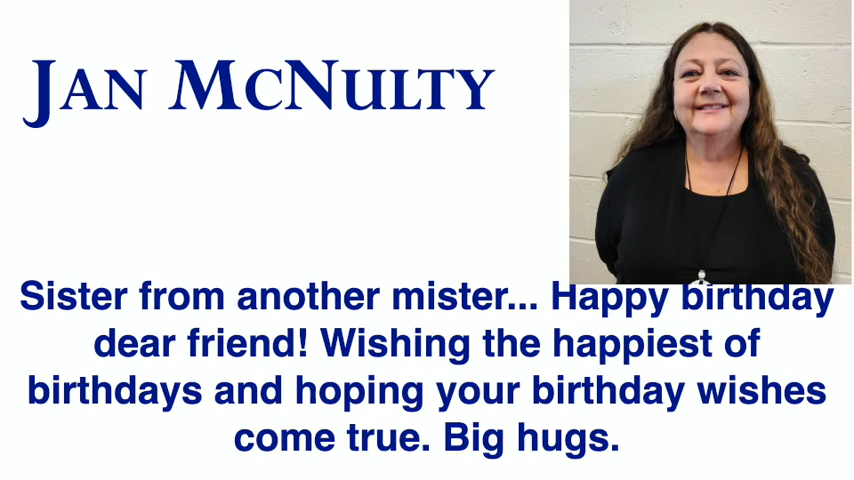 Jan McNulty
Sister from another mister... Happy birthday
dear friend! Wishing the happiest of
birthdays and hoping your birthday wishes
come true. Big hugs.